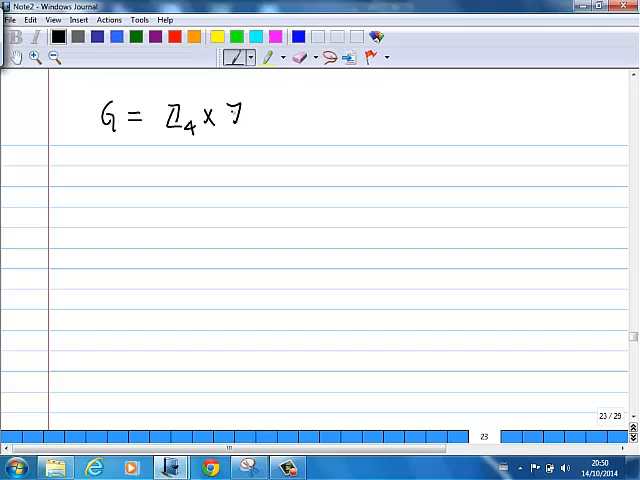 Note2 - Windows Journal
File Edit View Insert Actions Tools Help
B I
G = ℤ₄ ×
23 / 29
23
20:50
14/10/2014